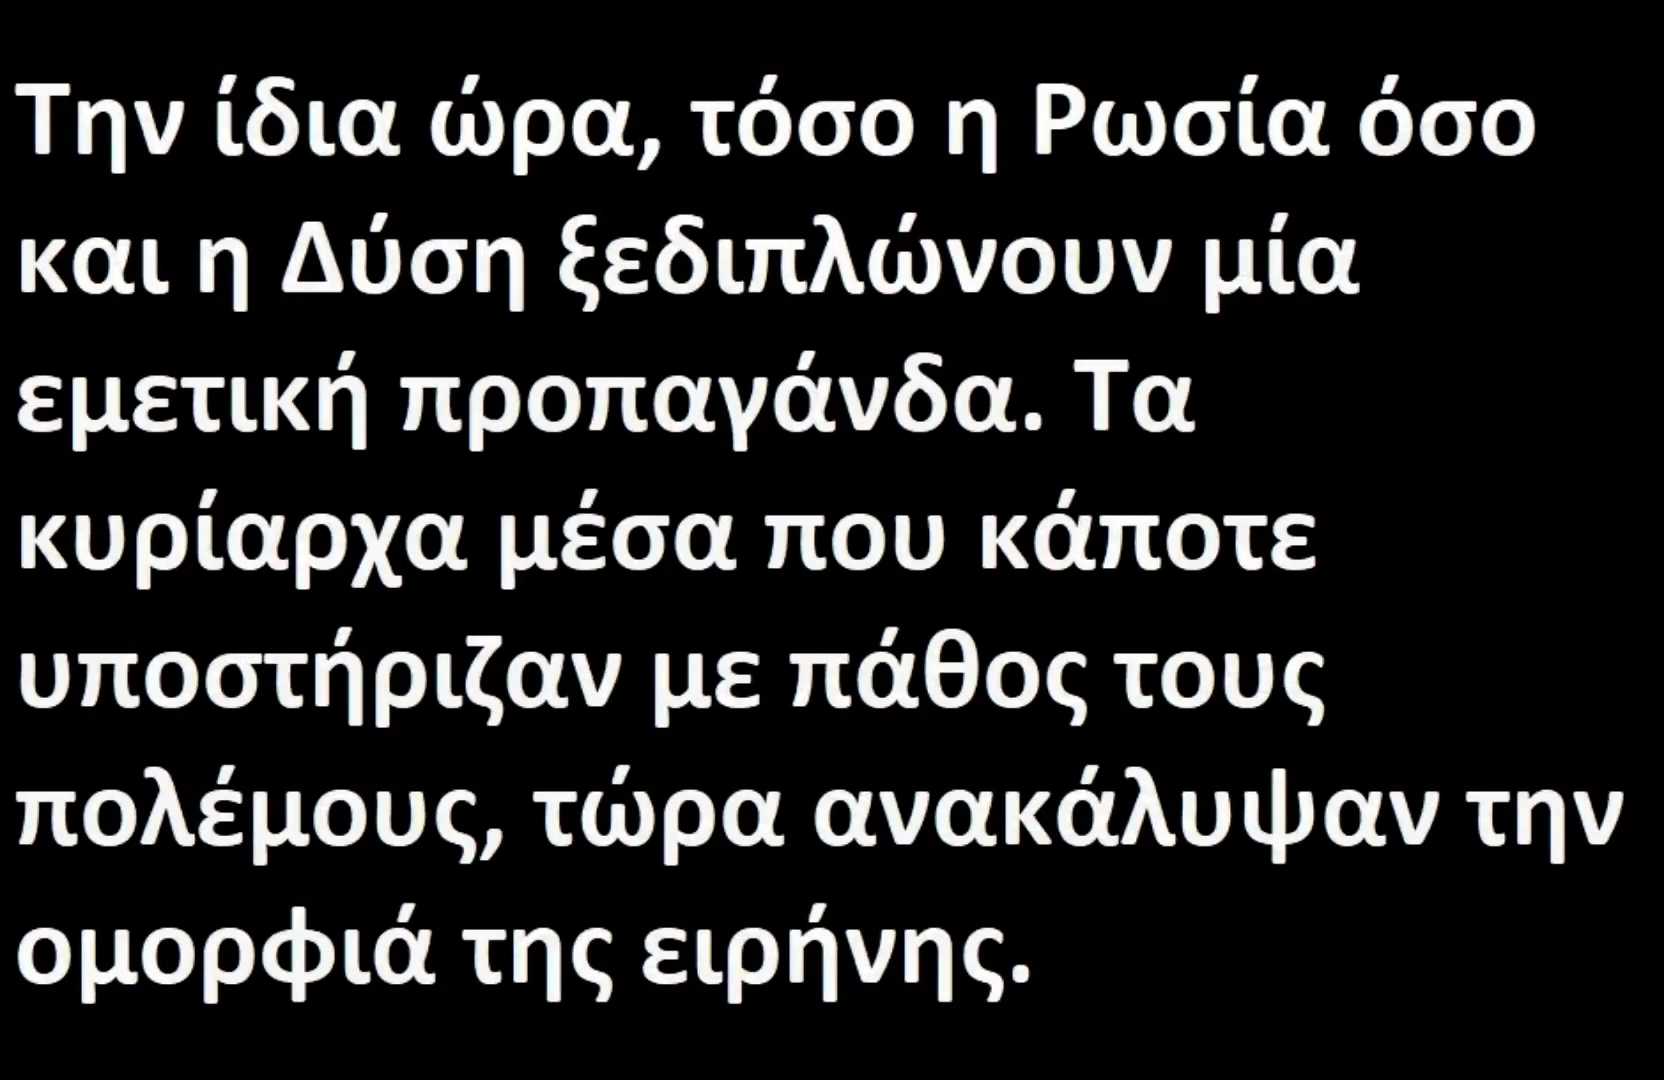 Την ίδια ώρα, τόσο η Ρωσία όσο
και η Δύση ξεδιπλώνουν μία
εμετική προπαγάνδα. Τα
κυρίαρχα μέσα που κάποτε
υποστήριζαν με πάθος τους
πολέμους, τώρα ανακάλυψαν την
ομορφιά της ειρήνης.